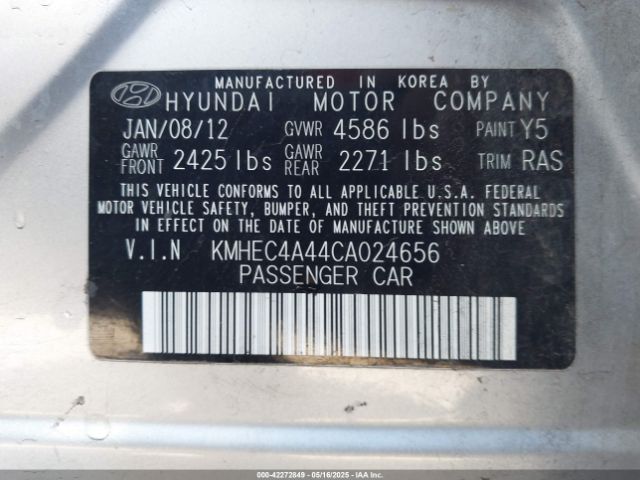 MANUFACTURED IN KOREA BY
HYUNDAI MOTOR COMPANY
JAN/08/12 GVWR 4586 lbs PAINT Y5
GAWR FRONT 2425 lbs GAWR REAR 2271 lbs TRIM RAS
THIS VEHICLE CONFORMS TO ALL APPLICABLE U.S.A. FEDERAL
MOTOR VEHICLE SAFETY, BUMPER, AND THEFT PREVENTION STANDARDS
IN EFFECT ON THE DATE OF MANUFACTURE SHOWN ABOVE
V.I.N KMHEC4A44CA024656
PASSENGER CAR
000-42272849 05/16/2025 COPYRIGHT IAA, LLC.